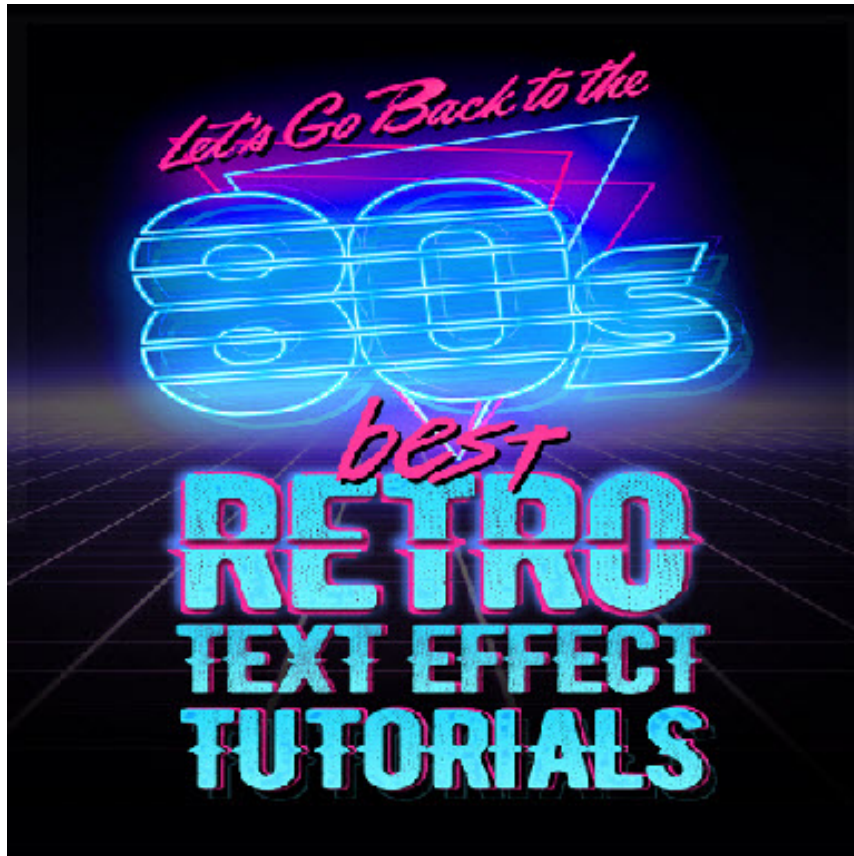 Let's Go Back to the
80s
best
RETRO
TEXT EFFECT
TUTORIALS